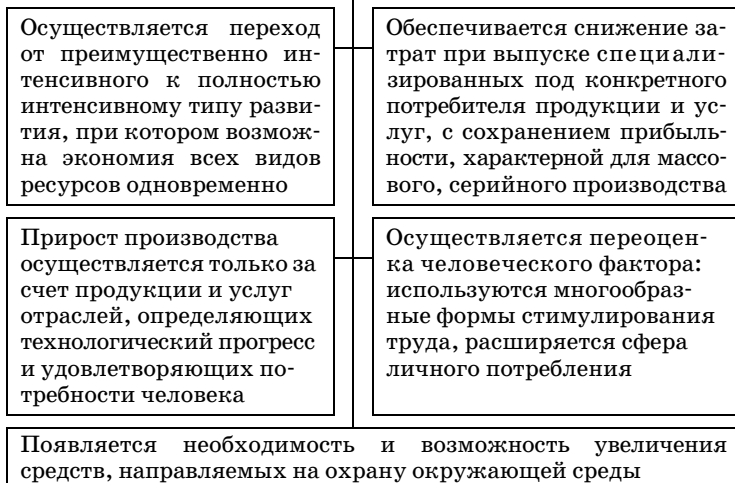 Осуществляется переход
от преимущественно ин-
тенсивного к полностью
интенсивному типу разви-
тия, при котором возмож-
на экономия всех видов
ресурсов одновременно
Обеспечивается снижение за-
трат при выпуске специали-
зированных под конкретного
потребителя продукции и ус-
луг, с сохранением прибыль-
ности, характерной для массо-
вого, серийного производства
Прирост производства
осуществляется только за
счет продукции и услуг
отраслей, определяющих
технологический прогресс
и удовлетворяющих по-
требности человека
Осуществляется переоцен-
ка человеческого фактора:
используются многообраз-
ные формы стимулирования
труда, расширяется сфера
личного потребления
Появляется необходимость и возможность увеличения
средств, направляемых на охрану окружающей среды